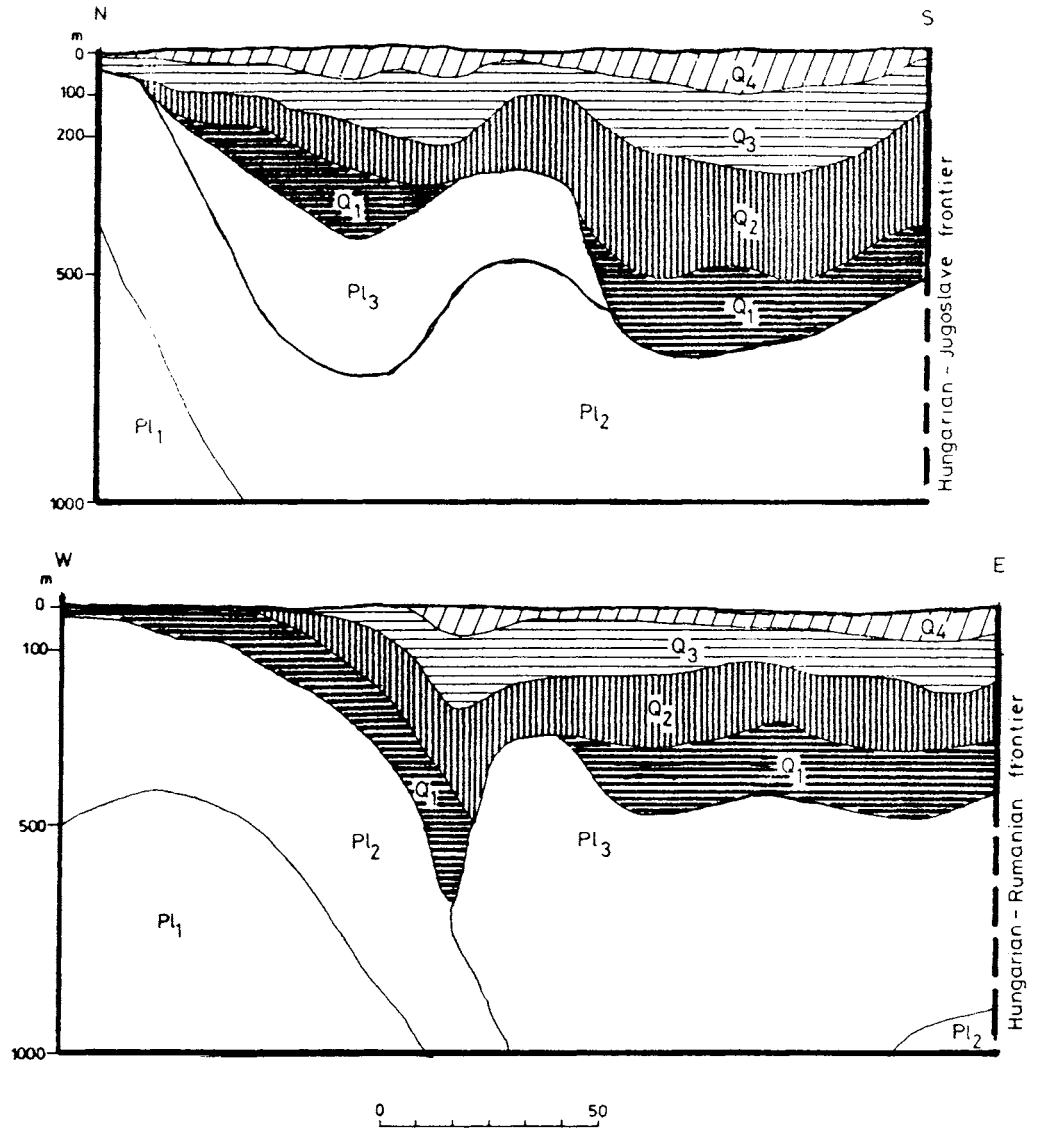 N S
m
0
100
200
500
1000
Q4
Q3
Q2
Q1
Q1
Pl3
Pl2
Pl1
Hungarian - Jugoslave frontier
W E
m
0
100
500
1000
Q4
Q3
Q2
Q1
Q1
Pl2
Pl3
Pl1
Pl2
Hungarian - Rumanian frontier
0 50